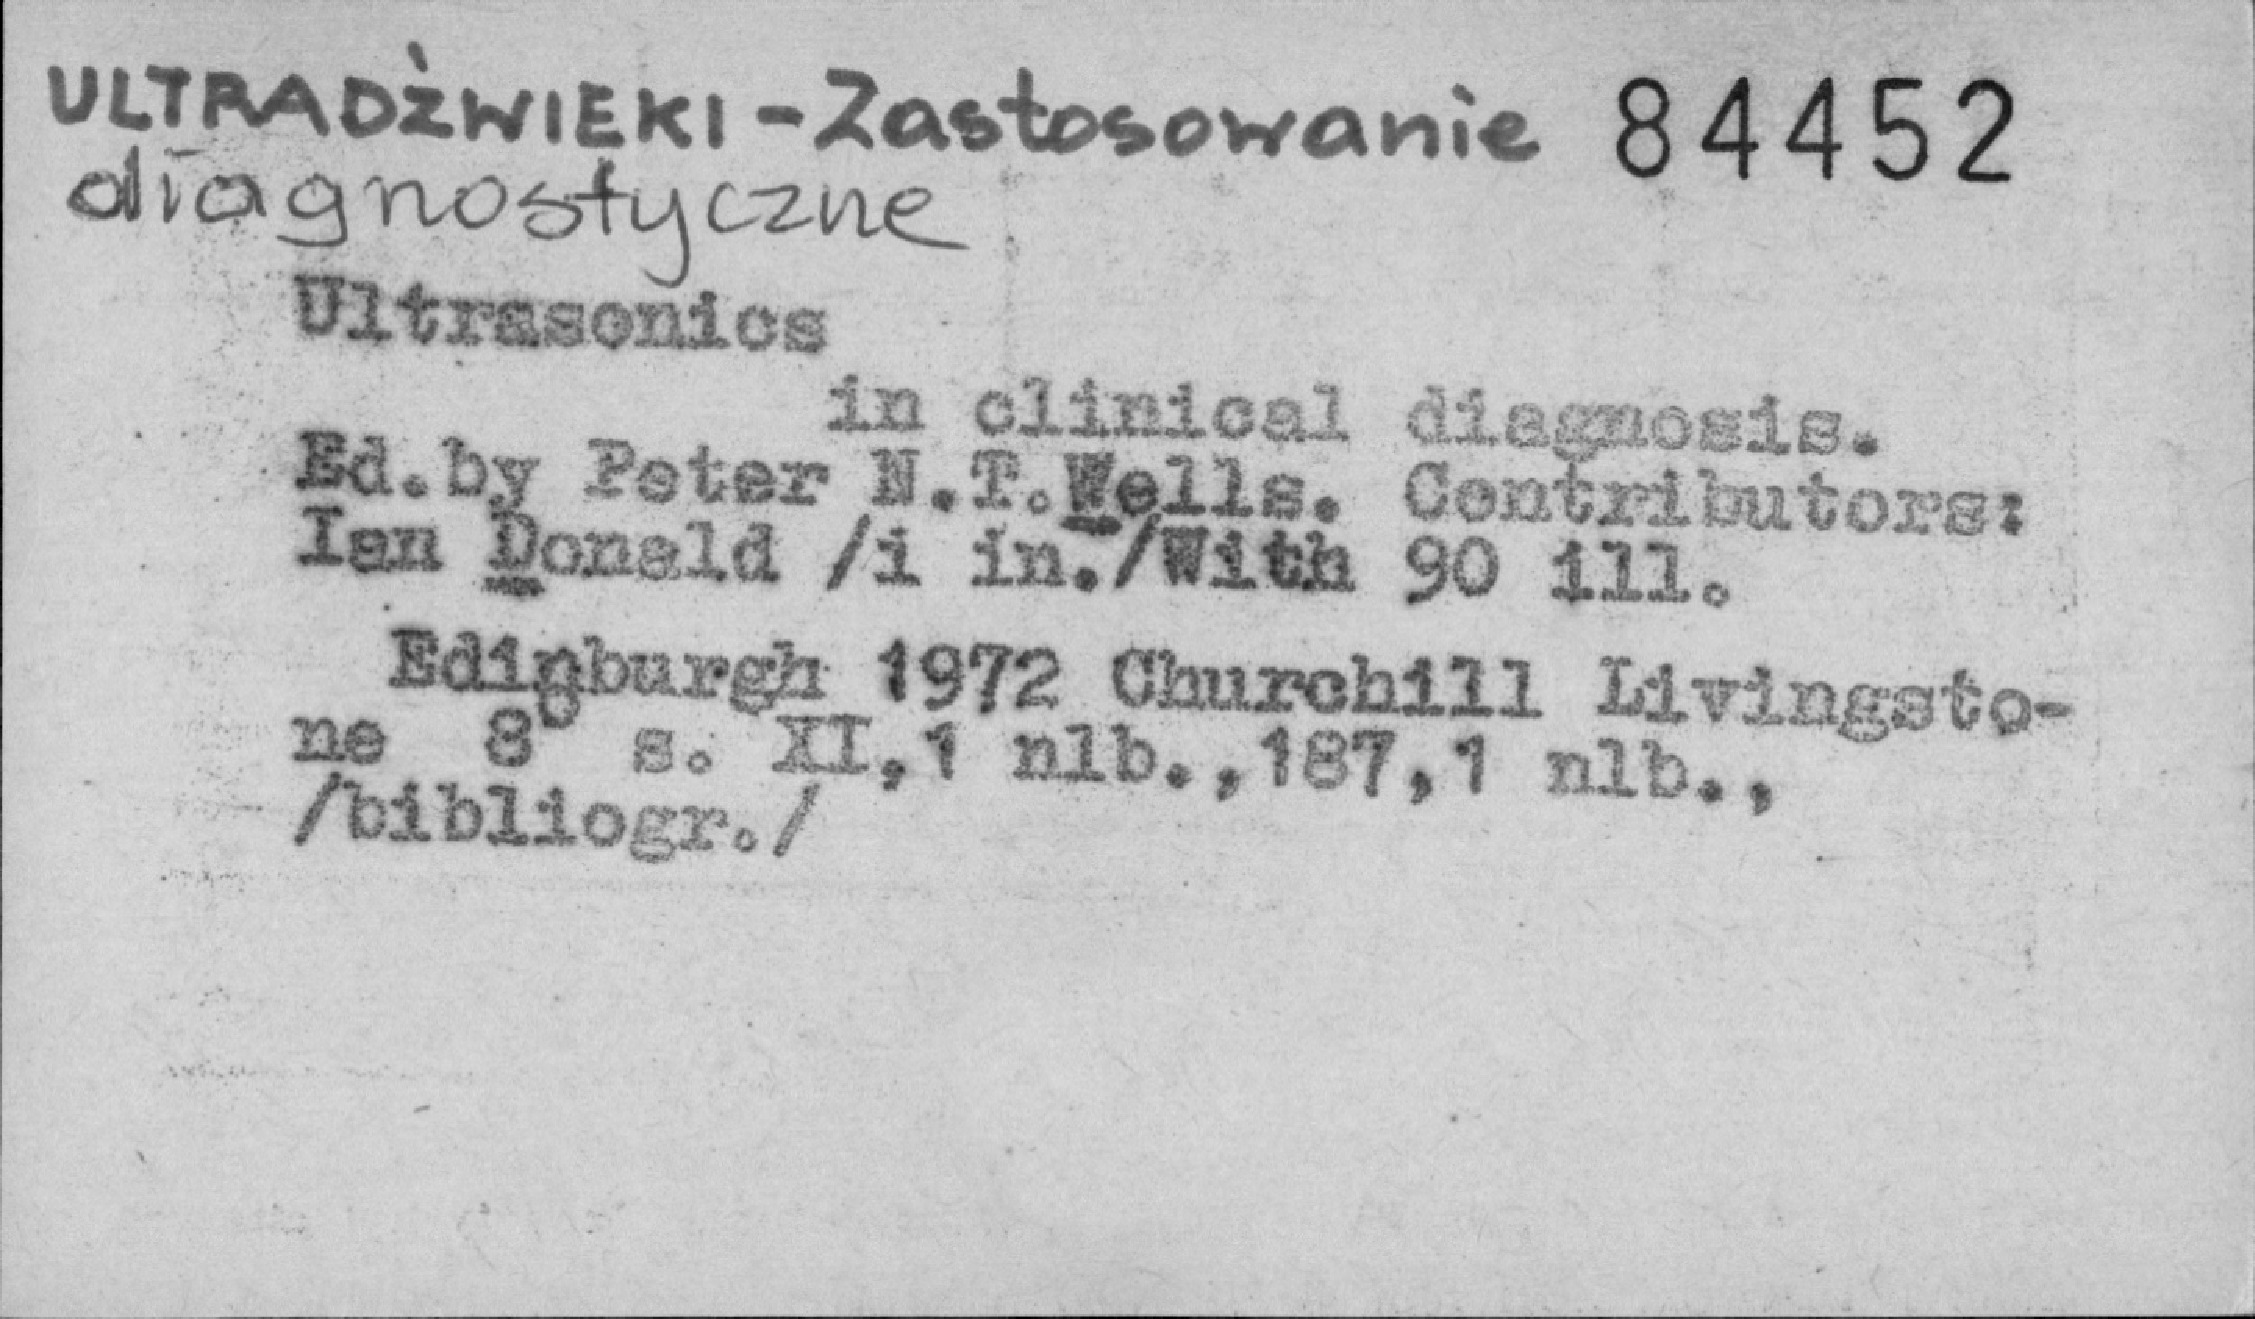 ULTRADŹWIEKI - Zastosowanie 84452
diagnostyczne
Ultrasonics
in clinical diagnosis.
Ed.by Peter N.T.Wells. Contributors:
Ian Donald /i in./With 90 ill.
Edinburgh 1972 Churchill Livingsto-
ne 8° s. XI,1 nlb.,187,1 nlb.,
/bibliogr./